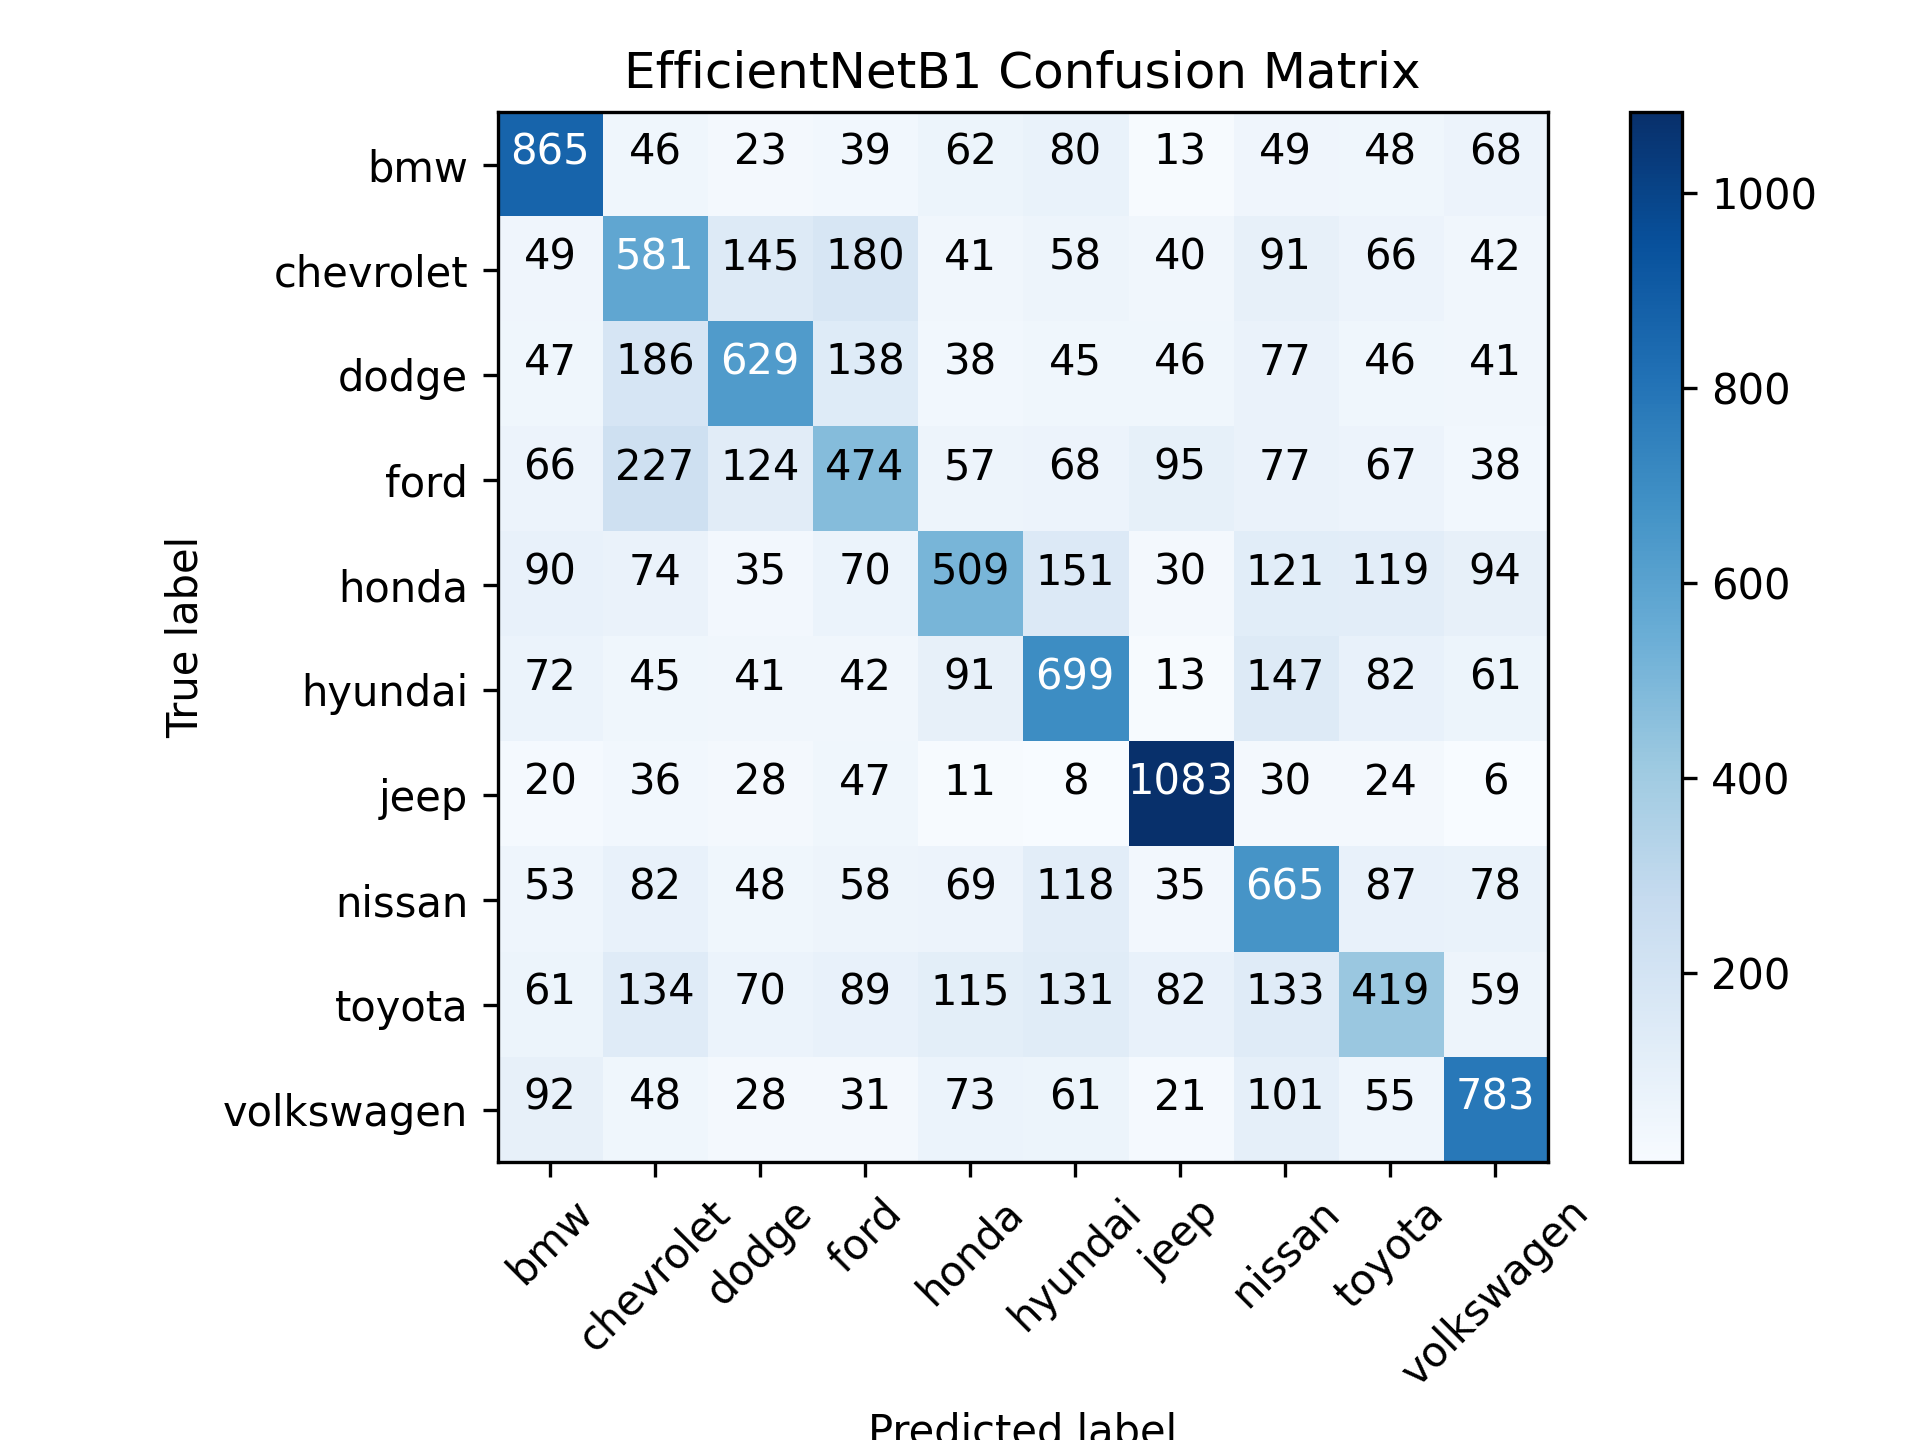 EfficientNetB1 Confusion Matrix
bmw 865 46 23 39 62 80 13 49 48 68
chevrolet 49 581 145 180 41 58 40 91 66 42
dodge 47 186 629 138 38 45 46 77 46 41
ford 66 227 124 474 57 68 95 77 67 38
honda 90 74 35 70 509 151 30 121 119 94
hyundai 72 45 41 42 91 699 13 147 82 61
jeep 20 36 28 47 11 8 1083 30 24 6
nissan 53 82 48 58 69 118 35 665 87 78
toyota 61 134 70 89 115 131 82 133 419 59
volkswagen 92 48 28 31 73 61 21 101 55 783
True label
bmw chevrolet dodge ford honda hyundai jeep nissan toyota volkswagen
Predicted label
1000
800
600
400
200